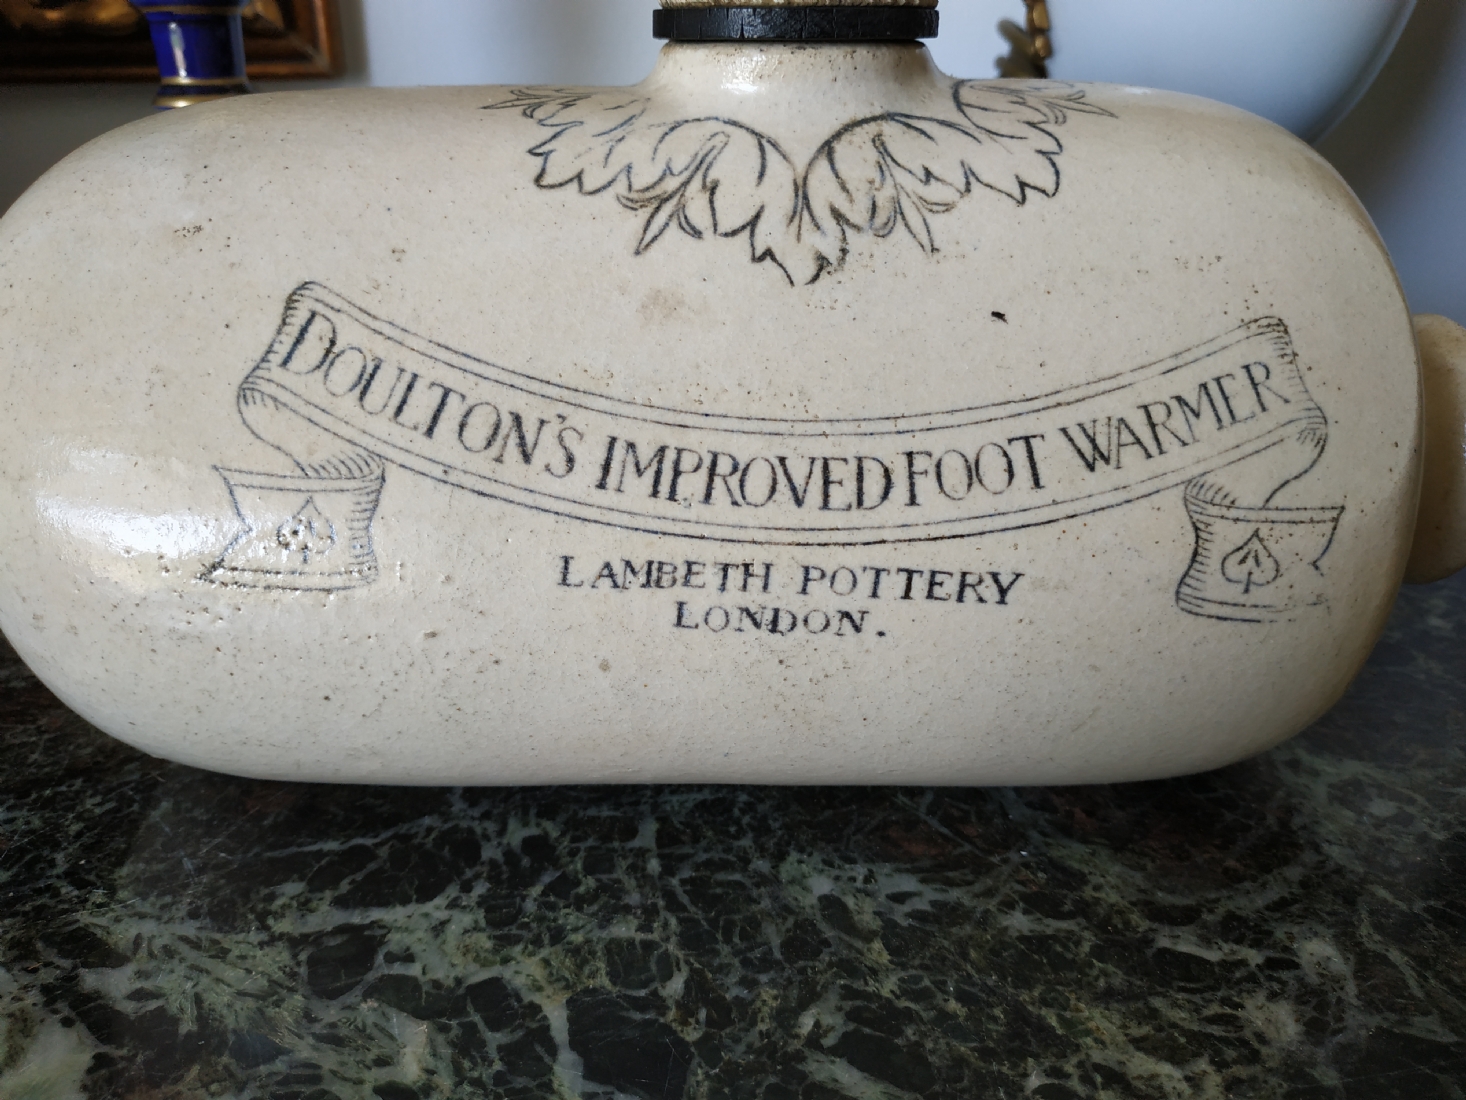 DOULTON'S IMPROVED FOOT WARMER
LAMBETH POTTERY
LONDON.